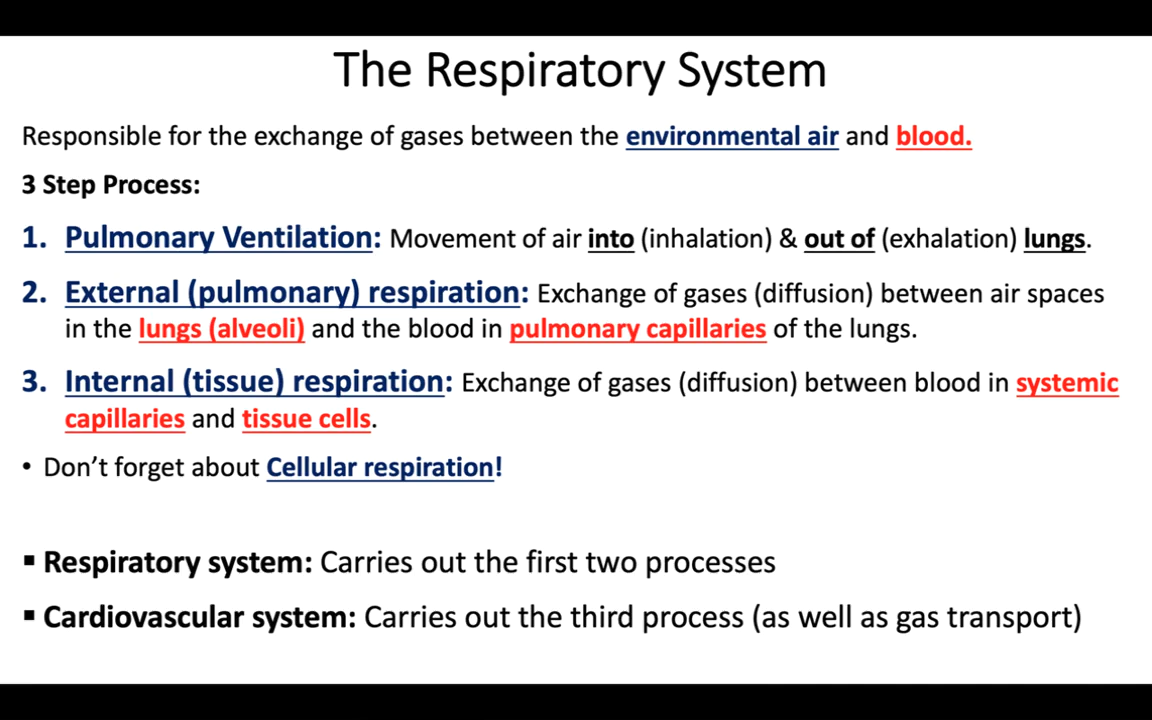 The Respiratory System
Responsible for the exchange of gases between the environmental air and blood.
3 Step Process:
1. Pulmonary Ventilation: Movement of air into (inhalation) & out of (exhalation) lungs.
2. External (pulmonary) respiration: Exchange of gases (diffusion) between air spaces
in the lungs (alveoli) and the blood in pulmonary capillaries of the lungs.
3. Internal (tissue) respiration: Exchange of gases (diffusion) between blood in systemic
capillaries and tissue cells.
• Don’t forget about Cellular respiration!
▪ Respiratory system: Carries out the first two processes
▪ Cardiovascular system: Carries out the third process (as well as gas transport)